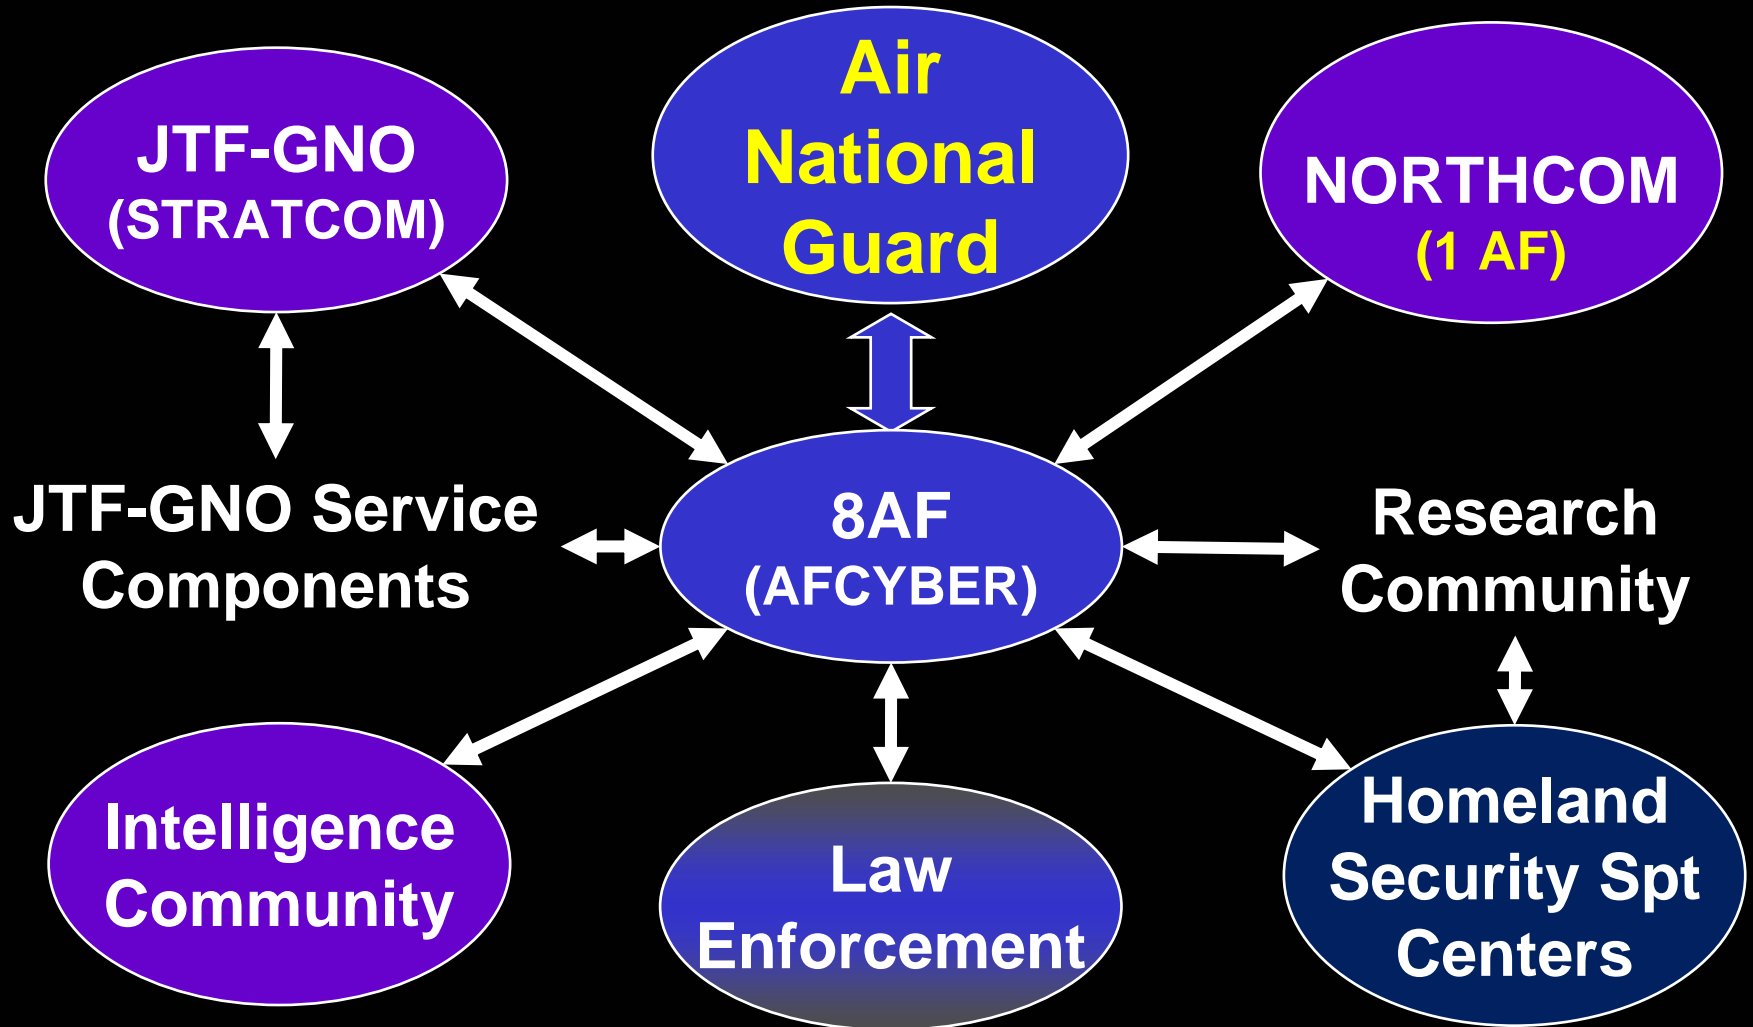 JTF-GNO
(STRATCOM)
Air
National
Guard
NORTHCOM
(1 AF)
JTF-GNO Service
Components
8AF
(AFCYBER)
Research
Community
Intelligence
Community
Law
Enforcement
Homeland
Security Spt
Centers